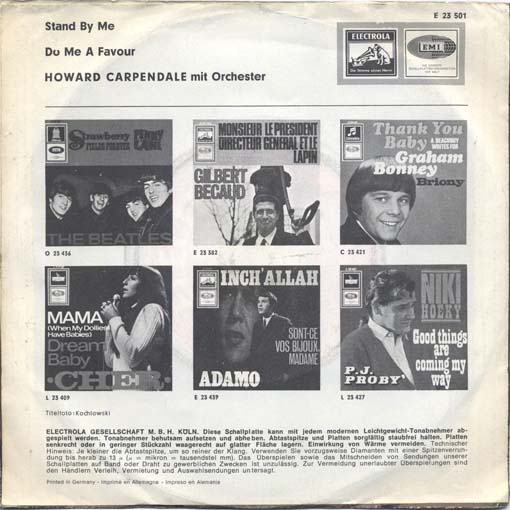 E 23 501
Stand By Me
Do Me A Favour
HOWARD CARPENDALE mit Orchester
ELECTROLA
Die Stimme seines Herrn
EMI
Strawberry
FIELDS FOREVER
PENNY
LANE
THE BEATLES
O 23 436
MONSIEUR LE PRESIDENT
DIRECTEUR GENERAL ET LE
LAPIN
GILBERT
BECAUD
E 23 382
Thank You
Baby
A BEACHBOY
WRITES FOR
Graham
Bonney
Briony
C 23 421
MAMA
(When My Dollies
Have Babies)
Dream
Baby
·CHER·
L 23 409
INCH'ALLAH
SONT-CE
VOS BIJOUX,
MADAME
ADAMO
E 23 439
NIKI
HOEKY
Good things
are
coming my
way
P.J.
PROBY
L 23 437
Titelfoto: Kochlowski
ELECTROLA GESELLSCHAFT M. B. H. KÖLN. Diese Schallplatte kann mit jedem modernen Leichtgewicht-Tonabnehmer ab-
gespielt werden. Tonabnehmer behutsam aufsetzen und abheben. Abtastspitze und Platten sorgfältig staubfrei halten. Platten
senkrecht oder in geringer Stückzahl waagerecht auf glatter Fläche lagern. Einwirkung von Wärme vermeiden. Technischer
Hinweis: Je kleiner die Abtastspitze, um so reiner der Klang. Verwenden Sie vorzugsweise Diamanten mit einer Spitzenverrun-
dung bis herab zu 13 µ (µ = mikron = tausendstel mm). Das Überspielen sowie das Mitschneiden von Sendungen unserer
Schallplatten auf Band oder Draht zu gewerblichen Zwecken ist unzulässig. Zur Vermeidung unerlaubter Überspielungen sind
den Händlern Verleih, Vermietung und Auswahlsendungen untersagt.
Printed in Germany - Imprimé en Allemagne - Impreso en Alemania